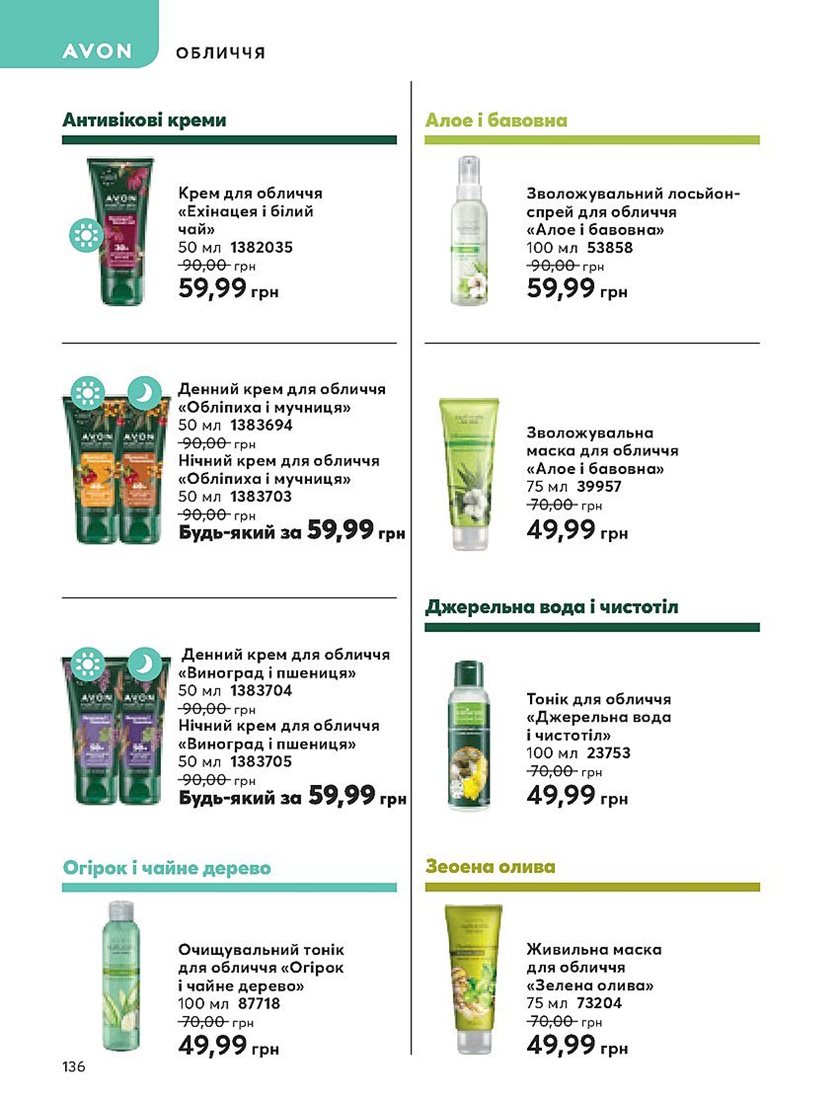 AVON
ОБЛИЧЧЯ
Антивікові креми
Крем для обличчя
«Ехінацея і білий
чай»
50 мл 1382035
90,00 грн
59,99 грн
Денний крем для обличчя
«Обліпиха і мучниця»
50 мл 1383694
90,00 грн
Нічний крем для обличчя
«Обліпиха і мучниця»
50 мл 1383703
90,00 грн
Будь-який за 59,99 грн
Денний крем для обличчя
«Виноград і пшениця»
50 мл 1383704
90,00 грн
Нічний крем для обличчя
«Виноград і пшениця»
50 мл 1383705
90,00 грн
Будь-який за 59,99 грн
Огірок і чайне дерево
Очищувальний тонік
для обличчя «Огірок
і чайне дерево»
100 мл 87718
70,00 грн
49,99 грн
Алое і бавовна
Зволожувальний лосьйон-
спрей для обличчя
«Алое і бавовна»
100 мл 53858
90,00 грн
59,99 грн
Зволожувальна
маска для обличчя
«Алое і бавовна»
75 мл 39957
70,00 грн
49,99 грн
Джерельна вода і чистотіл
Тонік для обличчя
«Джерельна вода
і чистотіл»
100 мл 23753
70,00 грн
49,99 грн
Зеоена олива
Живильна маска
для обличчя
«Зелена олива»
75 мл 73204
70,00 грн
49,99 грн
136
AVON
30+
AVON
AVON
AVON
AVON